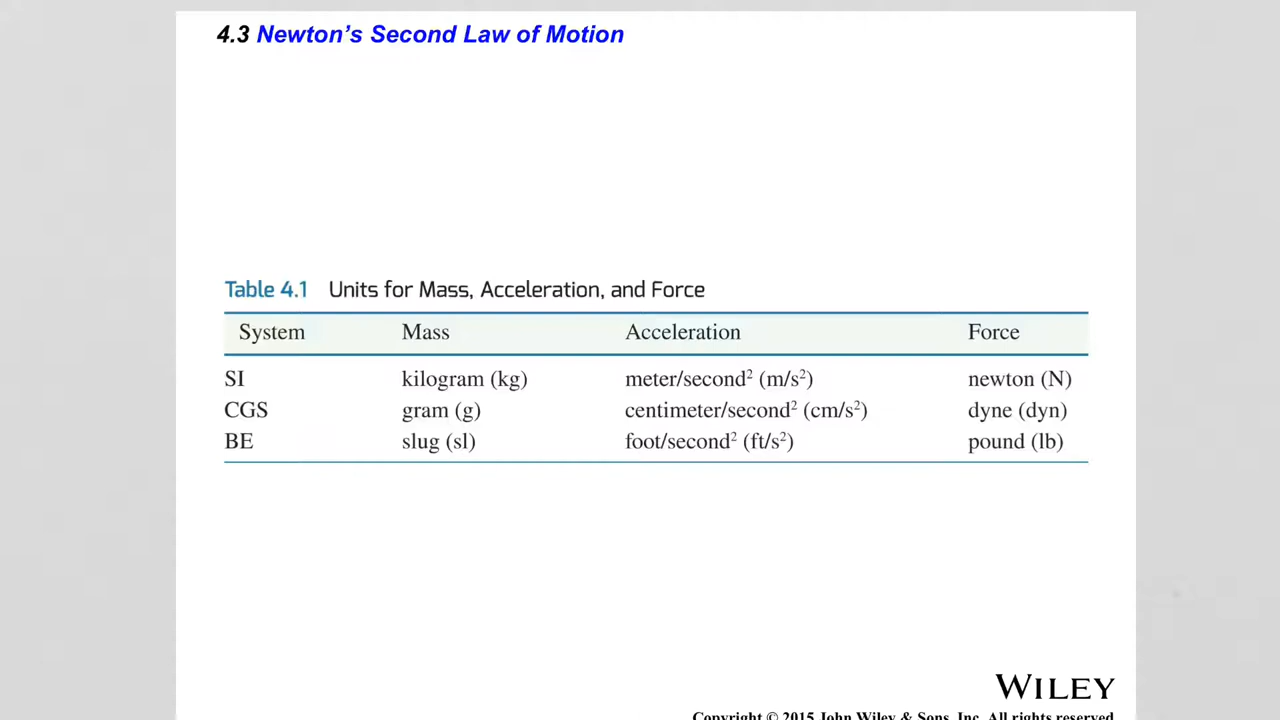 4.3 Newton's Second Law of Motion
Table 4.1 Units for Mass, Acceleration, and Force
System Mass Acceleration Force
SI kilogram (kg) meter/second² (m/s²) newton (N)
CGS gram (g) centimeter/second² (cm/s²) dyne (dyn)
BE slug (sl) foot/second² (ft/s²) pound (lb)
WILEY
Copyright © 2015 John Wiley & Sons, Inc. All rights reserved